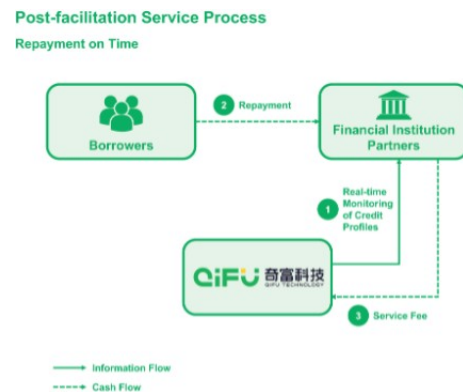 Post-facilitation Service Process
Repayment on Time
2 Repayment
Borrowers
Financial Institution
Partners
1
Real-time
Monitoring
of Credit
Profiles
QiFU 奇富科技
QIFU TECHNOLOGY
3 Service Fee
Information Flow
Cash Flow